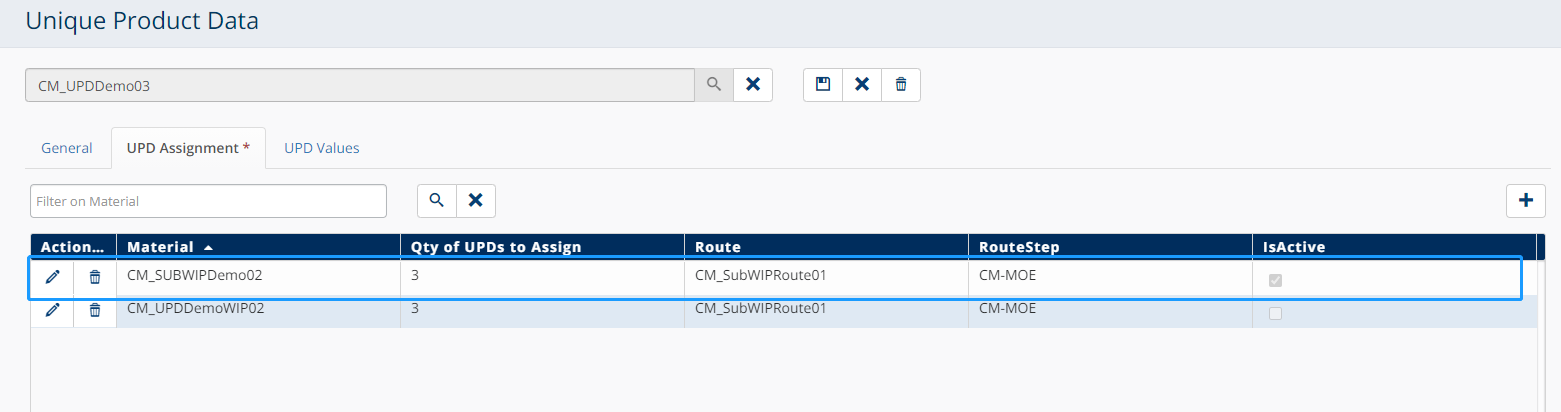 Unique Product Data
CM_UPDDemo03
General UPD Assignment * UPD Values
Filter on Material
Action... Material Qty of UPDs to Assign Route RouteStep IsActive
CM_SUBWIPDemo02 3 CM_SubWIPRoute01 CM-MOE
CM_UPDDemoWIP02 3 CM_SubWIPRoute01 CM-MOE